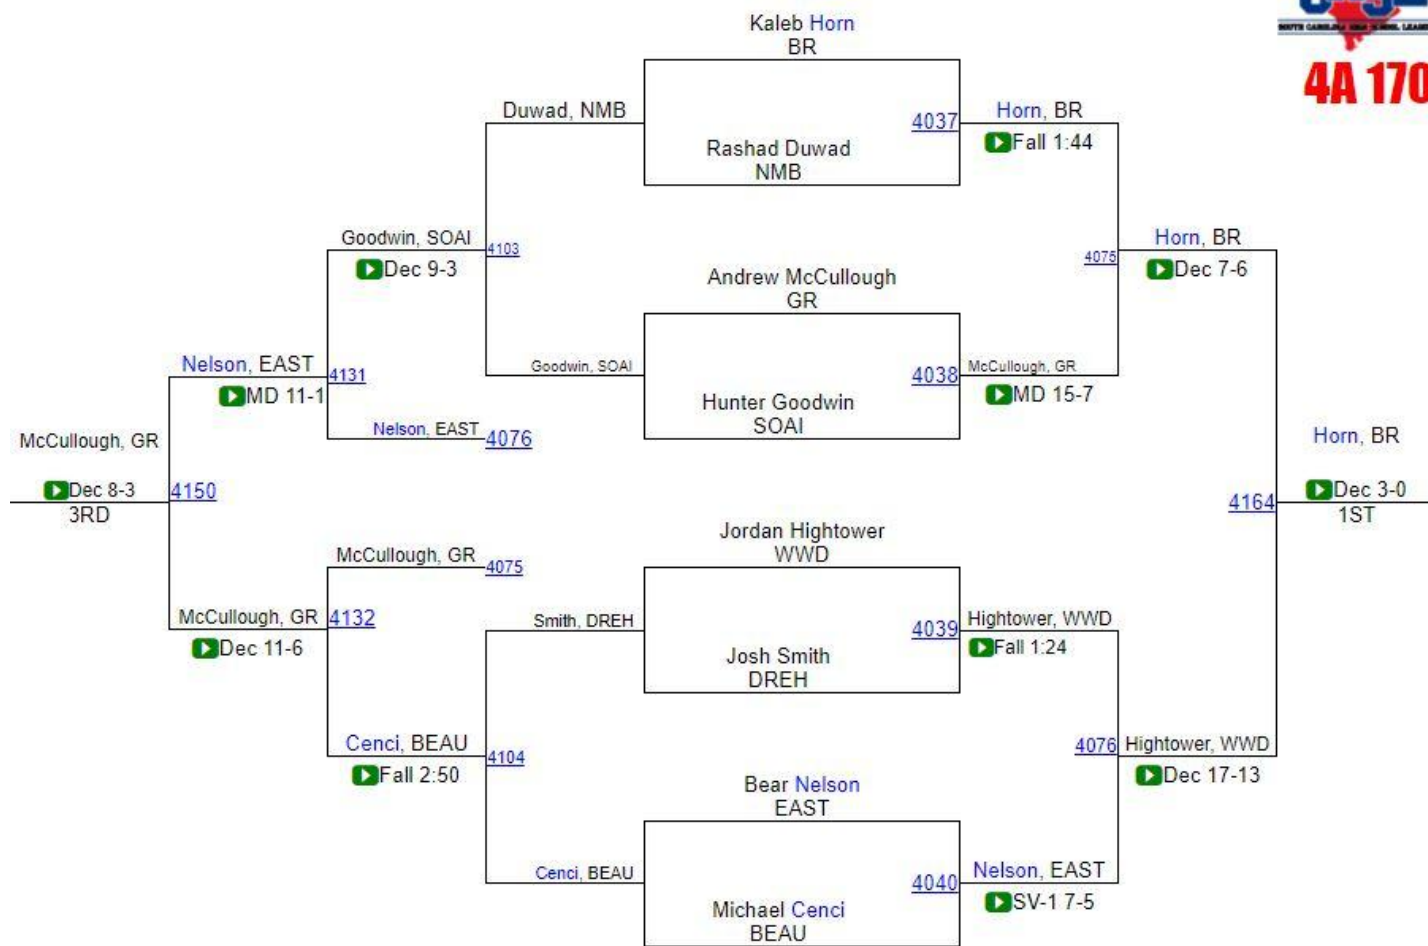 SOUTH CAROLINA HIGH SCHOOL LEAGUE
4A 170
Kaleb Horn
BR
Duwad, NMB
4037
Horn, BR
Fall 1:44
Rashad Duwad
NMB
Goodwin, SOAI
4103
Dec 9-3
4075
Horn, BR
Dec 7-6
Andrew McCullough
GR
Nelson, EAST
4131
MD 11-1
Goodwin, SOAI
4038
McCullough, GR
MD 15-7
Hunter Goodwin
SOAI
Nelson, EAST
4076
McCullough, GR
Dec 8-3
3RD
4150
Horn, BR
4164
Dec 3-0
1ST
Jordan Hightower
WWD
McCullough, GR
4075
McCullough, GR
4132
Dec 11-6
Smith, DREH
4039
Hightower, WWD
Fall 1:24
Josh Smith
DREH
Cenci, BEAU
4104
Fall 2:50
4076
Hightower, WWD
Dec 17-13
Bear Nelson
EAST
Cenci, BEAU
4040
Nelson, EAST
SV-1 7-5
Michael Cenci
BEAU